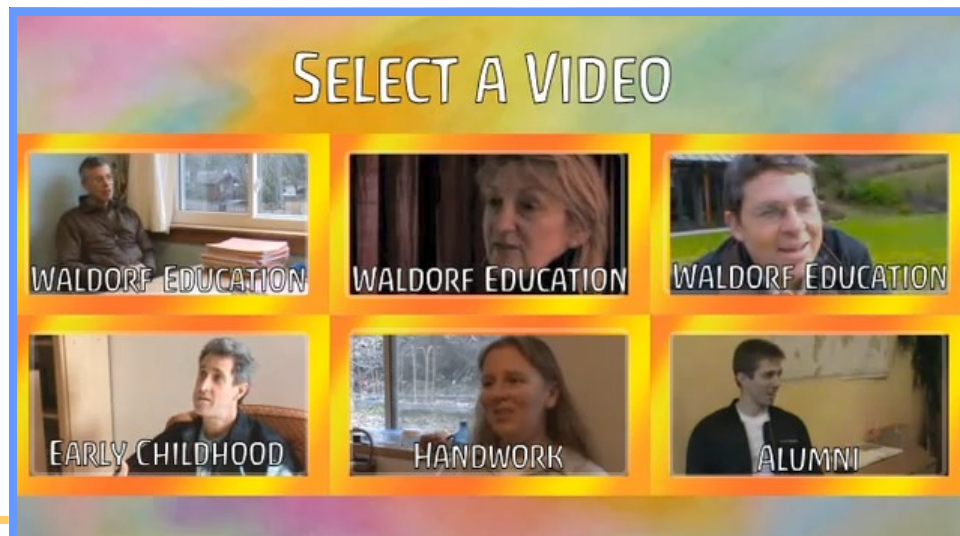 SELECT A VIDEO
WALDORF EDUCATION
WALDORF EDUCATION
WALDORF EDUCATION
EARLY CHILDHOOD
HANDWORK
ALUMNI